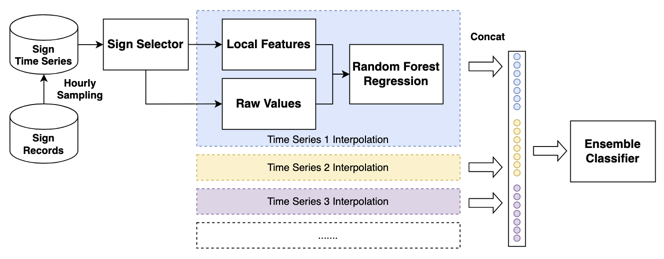 Sign
Time Series
Hourly
Sampling
Sign
Records
Sign Selector
Local Features
Raw Values
Random Forest
Regression
Time Series 1 Interpolation
Time Series 2 Interpolation
Time Series 3 Interpolation
.......
Concat
Ensemble
Classifier